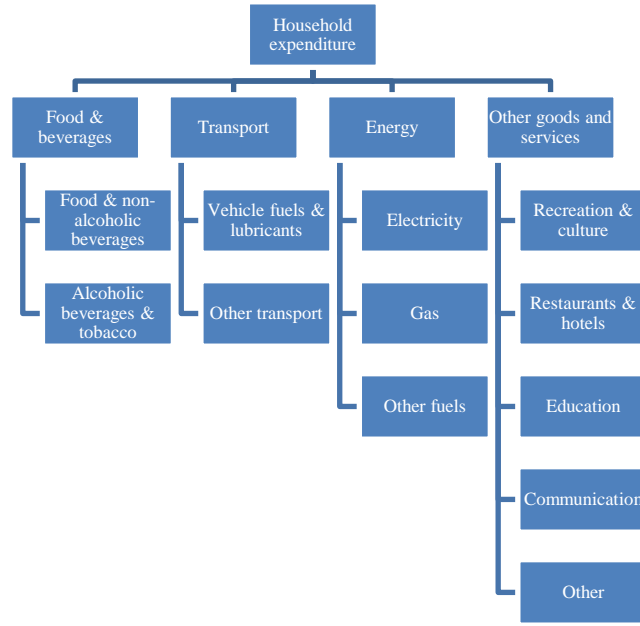 Household
expenditure
Food &
beverages
Transport
Energy
Other goods and
services
Food & non-
alcoholic
beverages
Vehicle fuels &
lubricants
Electricity
Recreation &
culture
Alcoholic
beverages &
tobacco
Other transport
Gas
Restaurants &
hotels
Other fuels
Education
Communication
Other